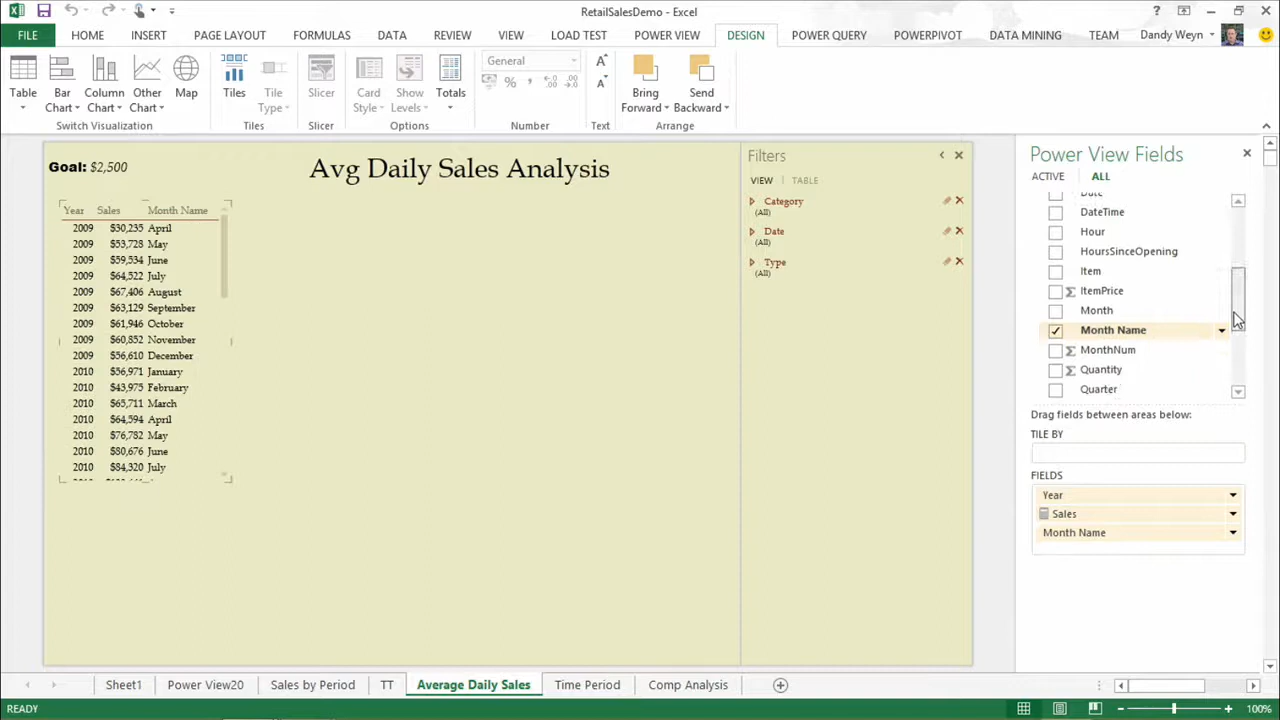 RetailSalesDemo - Excel
FILE HOME INSERT PAGE LAYOUT FORMULAS DATA REVIEW VIEW LOAD TEST POWER VIEW DESIGN POWER QUERY POWERPIVOT DATA MINING TEAM Dandy Weyn
General
Table Bar Chart Column Chart Other Chart Map Tiles Tile Type Slicer Card Style Show Levels Totals Bring Forward Send Backward
Switch Visualization Tiles Slicer Options Number Text Arrange
Goal: $2,500
Avg Daily Sales Analysis
Year Sales Month Name
2009 $30,235 April
2009 $53,728 May
2009 $59,534 June
2009 $64,522 July
2009 $67,406 August
2009 $63,129 September
2009 $61,946 October
2009 $60,852 November
2009 $56,610 December
2010 $56,971 January
2010 $43,975 February
2010 $65,711 March
2010 $64,594 April
2010 $76,782 May
2010 $80,676 June
2010 $84,320 July
Filters
VIEW TABLE
Category
(All)
Date
(All)
Type
(All)
Power View Fields
ACTIVE ALL
Date
DateTime
Hour
HoursSinceOpening
Item
Σ ItemPrice
Month
Month Name
Σ MonthNum
Σ Quantity
Quarter
Drag fields between areas below:
TILE BY
FIELDS
Year
Sales
Month Name
Sheet1 Power View20 Sales by Period TT Average Daily Sales Time Period Comp Analysis
READY 100%